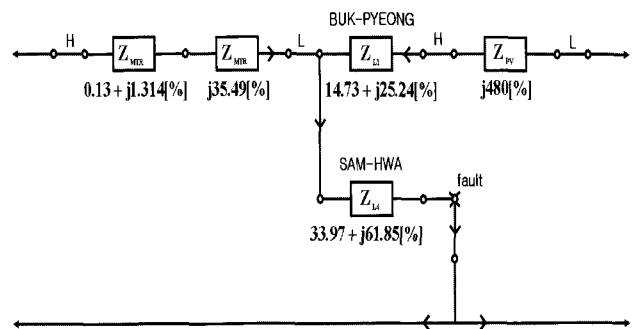 BUK-PYEONG
H
Z_MTR
Z_MTR
L
Z_L1
H
Z_PV
L
0.13 + j1.314[%]
j35.49[%]
14.73 + j25.24[%]
j480[%]
SAM-HWA
fault
Z_L4
33.97 + j61.85[%]